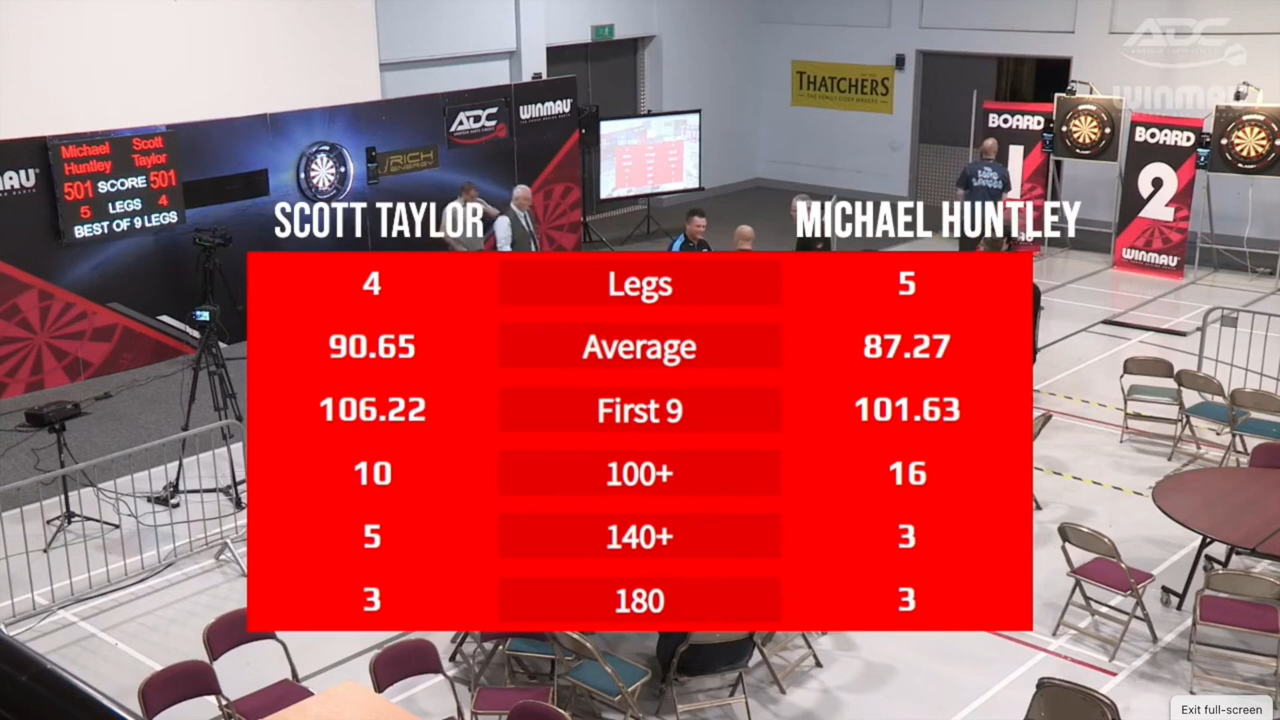 ADC
WINMAU
THATCHERS
THE FAMILY CIDER MAKERS
ADC
WINMAU
Michael Scott
Huntley Taylor
501 SCORE 501
5 LEGS 4
BEST OF 9 LEGS
RICH
ENERGY
BOARD
1
BOARD
2
WINMAU
SCOTT TAYLOR MICHAEL HUNTLEY
4 Legs 5
90.65 Average 87.27
106.22 First 9 101.63
10 100+ 16
5 140+ 3
3 180 3
Exit full-screen